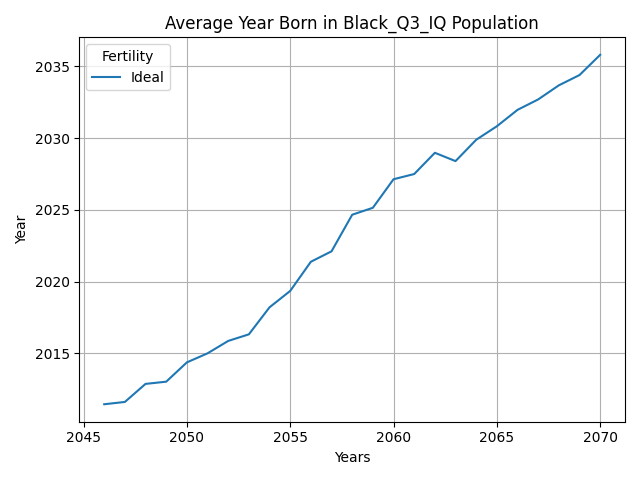 Average Year Born in Black_Q3_IQ Population
Fertility
Ideal
Year
2035
2030
2025
2020
2015
2045 2050 2055 2060 2065 2070
Years